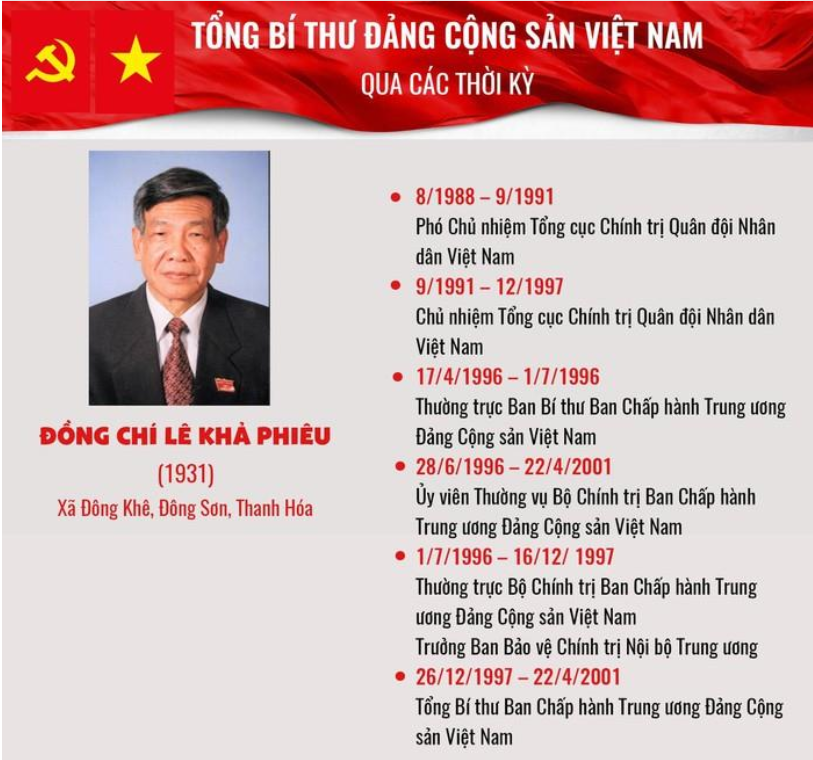 TỔNG BÍ THƯ ĐẢNG CỘNG SẢN VIỆT NAM
QUA CÁC THỜI KỲ
ĐỒNG CHÍ LÊ KHẢ PHIÊU
(1931)
Xã Đông Khê, Đông Sơn, Thanh Hóa
8/1988 – 9/1991
Phó Chủ nhiệm Tổng cục Chính trị Quân đội Nhân
dân Việt Nam
9/1991 – 12/1997
Chủ nhiệm Tổng cục Chính trị Quân đội Nhân dân
Việt Nam
17/4/1996 – 1/7/1996
Thường trực Ban Bí thư Ban Chấp hành Trung ương
Đảng Cộng sản Việt Nam
28/6/1996 – 22/4/2001
Ủy viên Thường vụ Bộ Chính trị Ban Chấp hành
Trung ương Đảng Cộng sản Việt Nam
1/7/1996 – 16/12/ 1997
Thường trực Bộ Chính trị Ban Chấp hành Trung
ương Đảng Cộng sản Việt Nam
Trưởng Ban Bảo vệ Chính trị Nội bộ Trung ương
26/12/1997 – 22/4/2001
Tổng Bí thư Ban Chấp hành Trung ương Đảng Cộng
sản Việt Nam